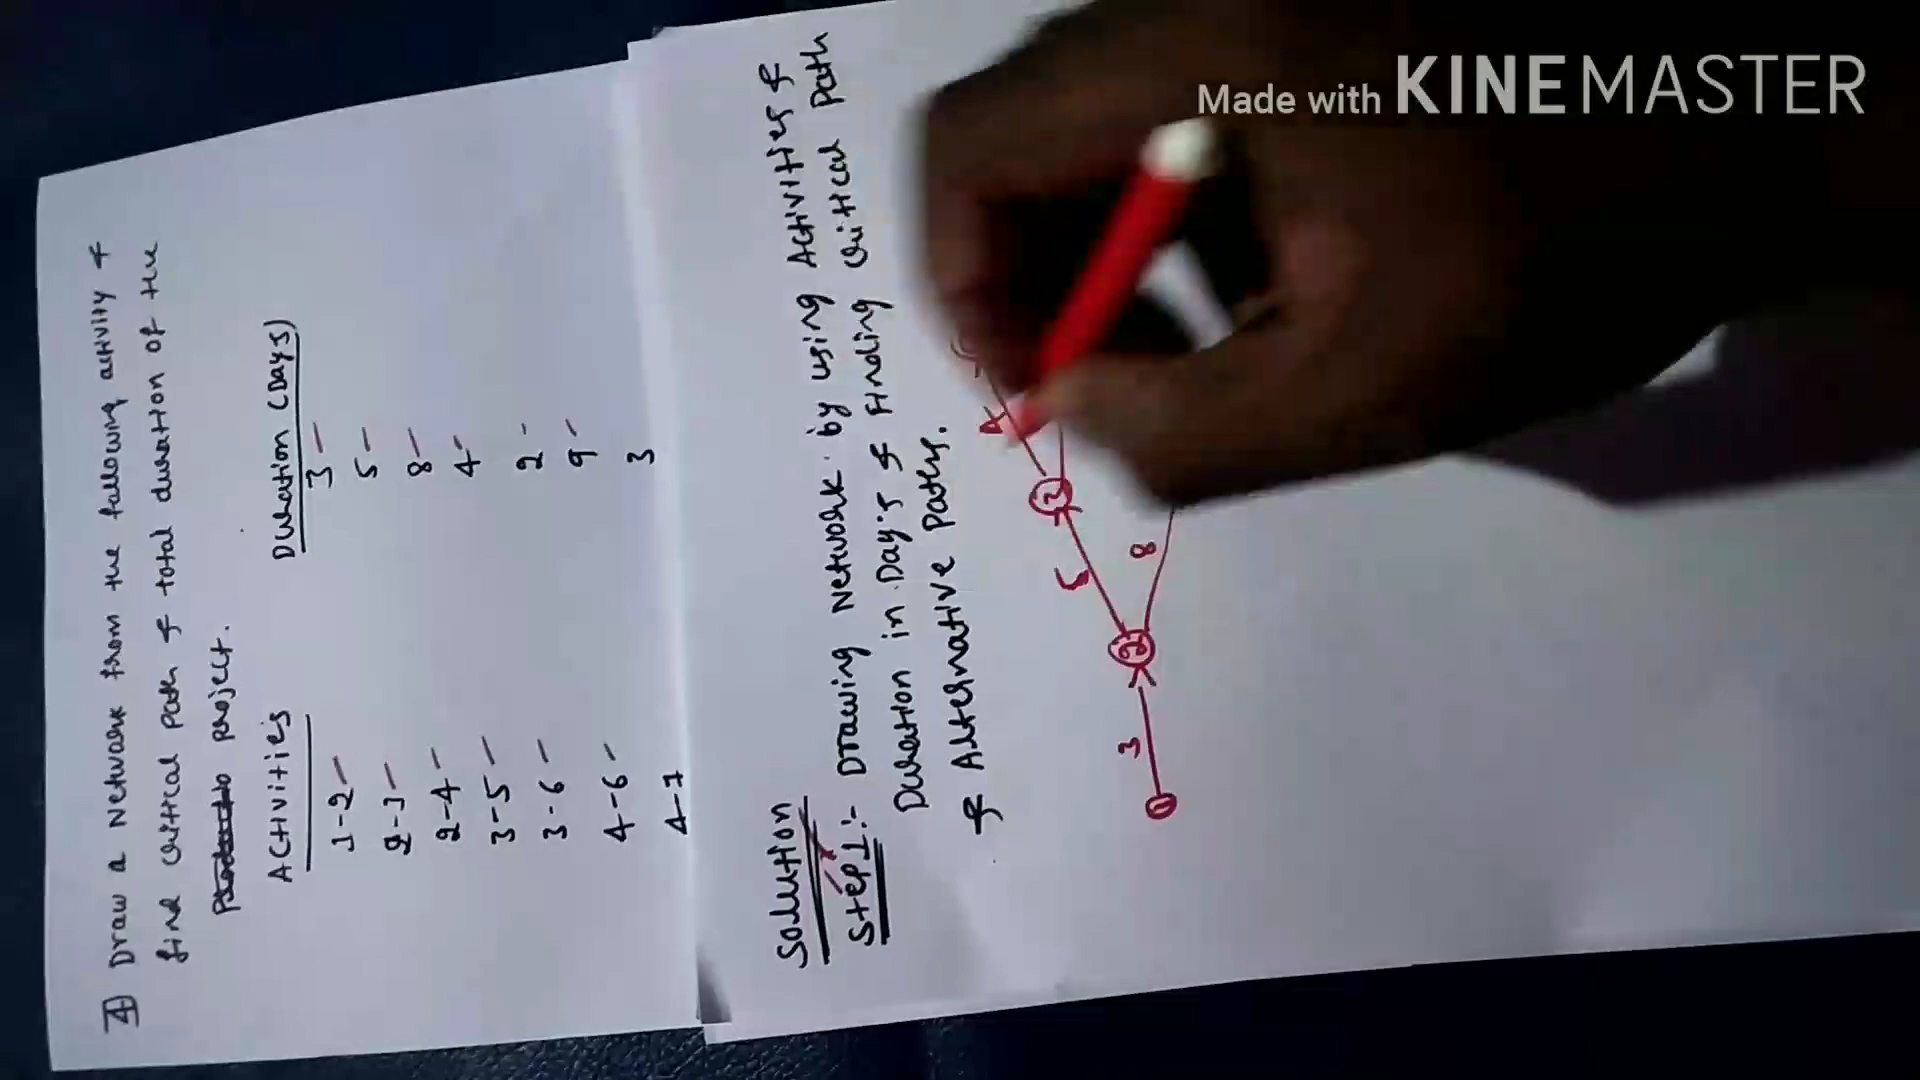 Made with KINEMASTER
4 Draw a Network from the following activity &
find critical path & total duration of the
project.
Activities Duration (Days)
1-2 - 3 -
2-3 - 5 -
2-4 - 8 -
3-5 - 4 -
3-6 - 2 -
4-6 - 9 -
4-7 3
Solution
Step 1:- Drawing Network by using Activities &
Duration in Day's & Finding critical path
& Alternative paths.
1 3 2 5 3 4
8